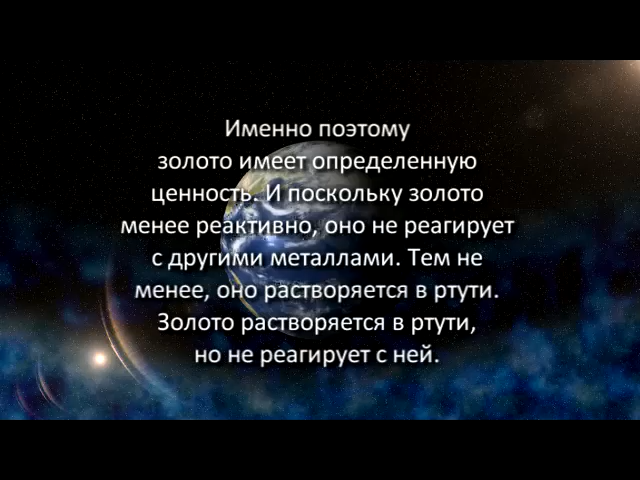 Именно поэтому
золото имеет определенную
ценность. И поскольку золото
менее реактивно, оно не реагирует
с другими металлами. Тем не
менее, оно растворяется в ртути.
Золото растворяется в ртути,
но не реагирует с ней.